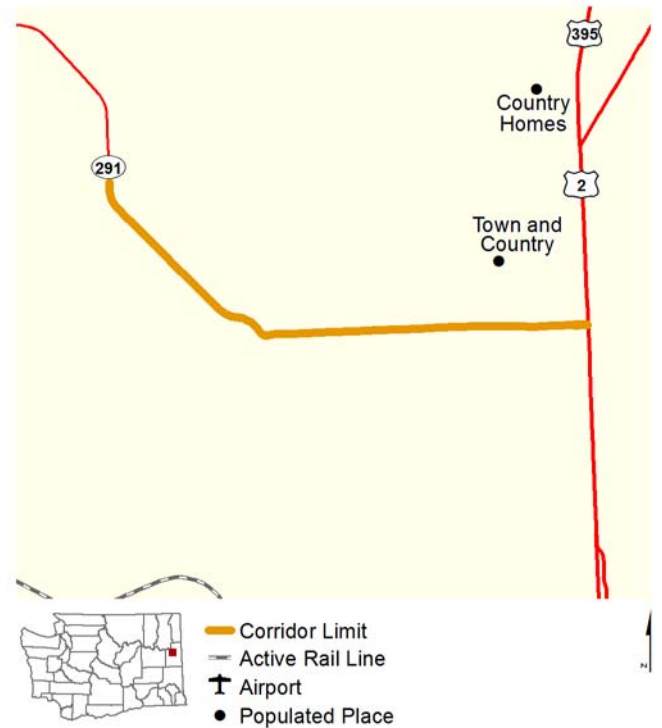 395
Country
Homes
291
2
Town and
Country
Corridor Limit
Active Rail Line
Airport
Populated Place
N